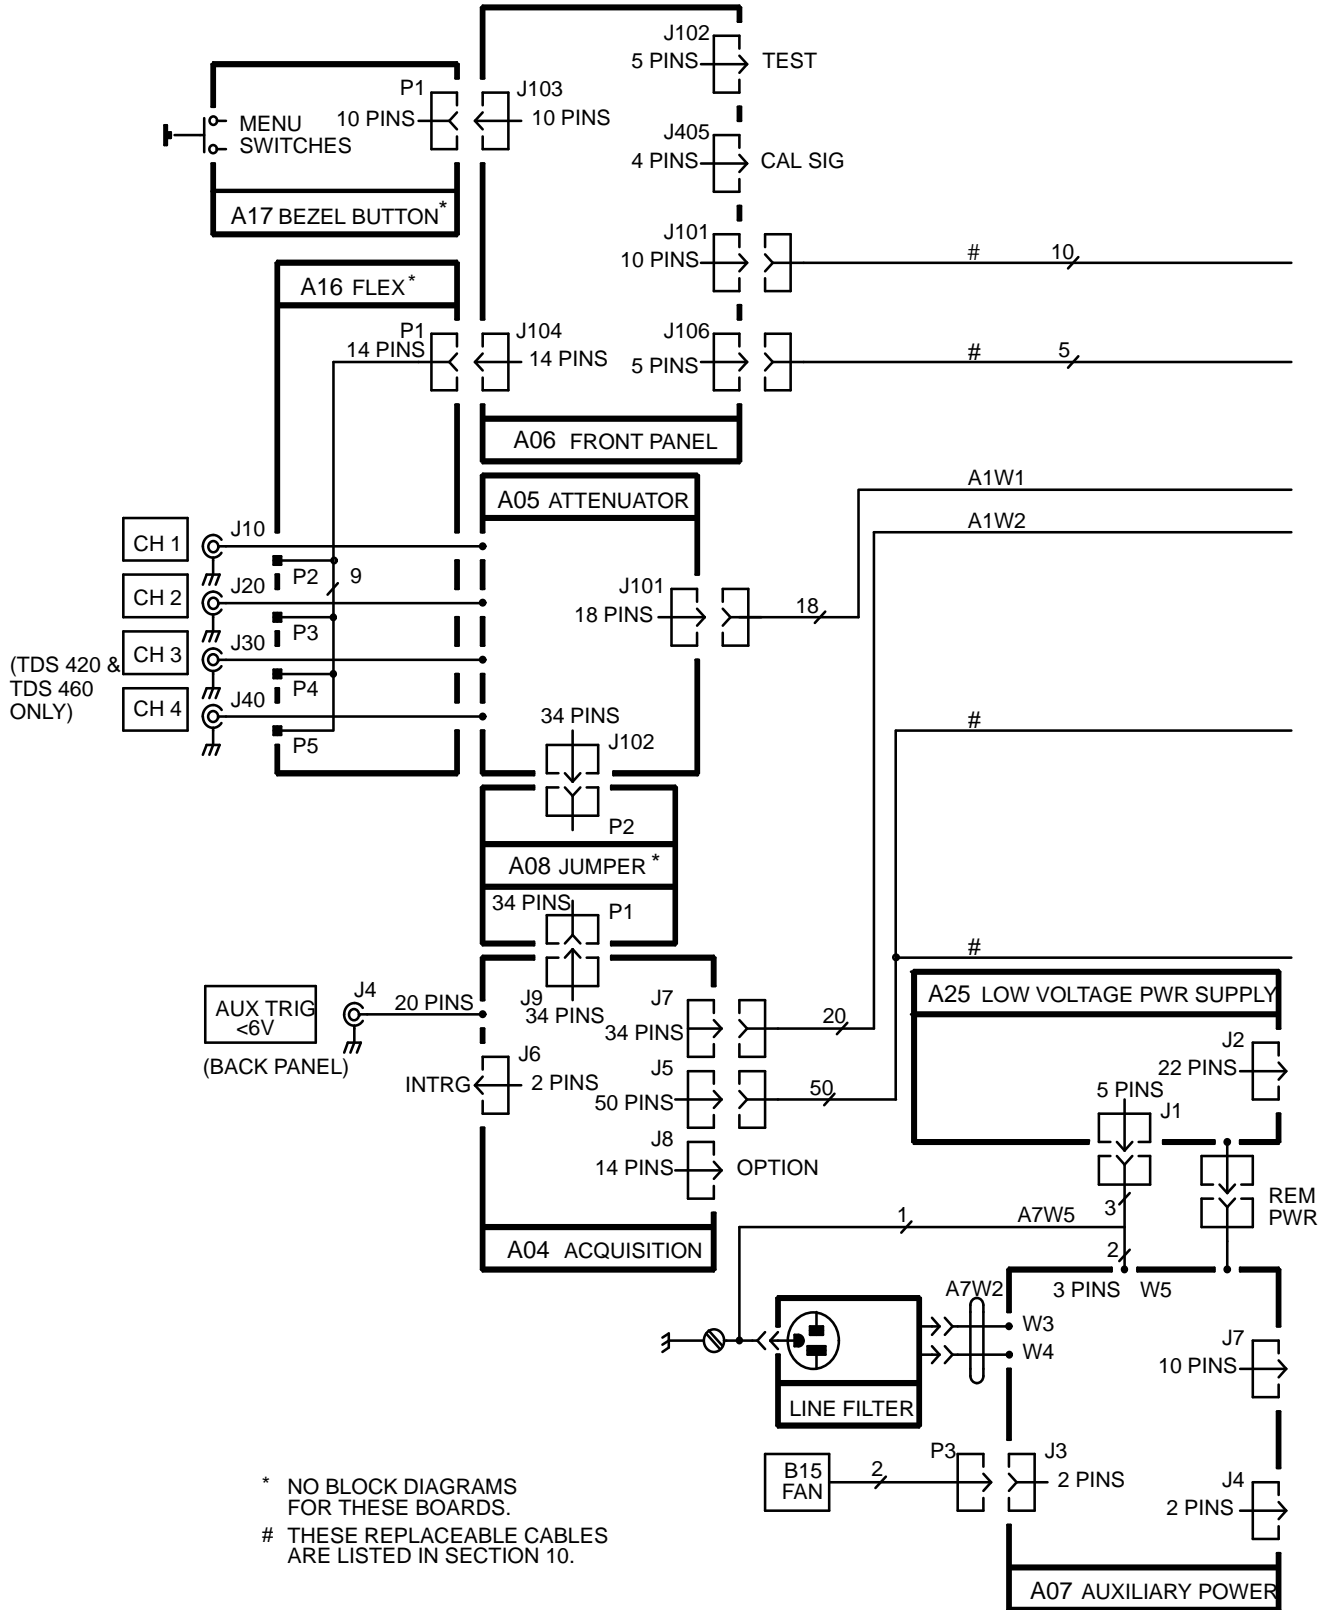 J102
5 PINS
TEST
P1
10 PINS
J103
10 PINS
MENU
SWITCHES
J405
4 PINS
CAL SIG
A17 BEZEL BUTTON*
J101
10 PINS
#
10
A16 FLEX*
P1
14 PINS
J104
14 PINS
J106
5 PINS
#
5
A06 FRONT PANEL
A05 ATTENUATOR
A1W1
A1W2
CH 1
J10
P2
9
CH 2
J20
J101
18 PINS
18
P3
CH 3
J30
(TDS 420 &
TDS 460
ONLY)
P4
CH 4
J40
P5
34 PINS
J102
#
P2
A08 JUMPER *
34 PINS
P1
#
AUX TRIG
<6V
(BACK PANEL)
J4
20 PINS
J9
34 PINS
J7
34 PINS
20
A25 LOW VOLTAGE PWR SUPPLY
J6
INTRG
2 PINS
J5
50 PINS
50
J2
22 PINS
5 PINS
J1
J8
14 PINS
OPTION
3
REM
PWR
1
A7W5
A04 ACQUISITION
2
3 PINS
W5
A7W2
W3
W4
J7
10 PINS
LINE FILTER
B15
FAN
2
P3
J3
2 PINS
J4
2 PINS
* NO BLOCK DIAGRAMS
FOR THESE BOARDS.
# THESE REPLACEABLE CABLES
ARE LISTED IN SECTION 10.
A07 AUXILIARY POWER